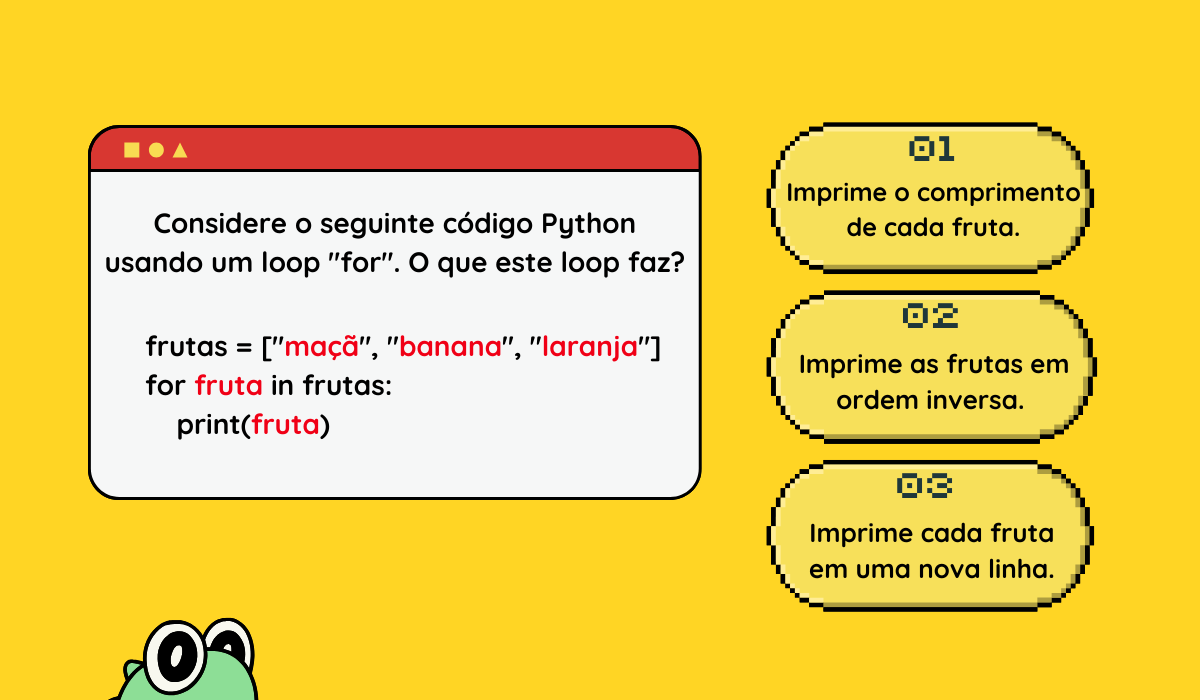 Considere o seguinte código Python
usando um loop "for". O que este loop faz?
frutas = ["maçã", "banana", "laranja"]
for fruta in frutas:
print(fruta)
01
Imprime o comprimento
de cada fruta.
02
Imprime as frutas em
ordem inversa.
03
Imprime cada fruta
em uma nova linha.